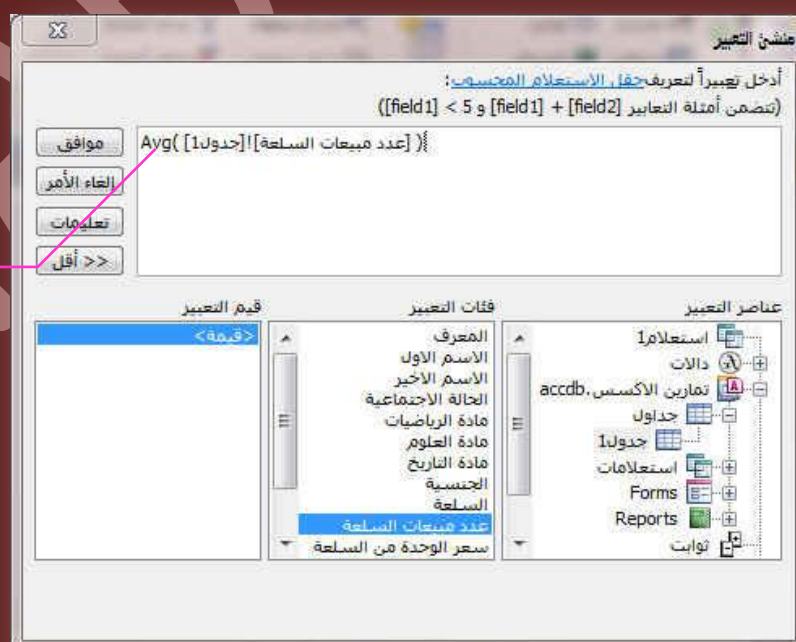 منشئ التعبير
أدخل تعبيراً لتعريف حقل الاستعلام المحسوب:
(تتضمن أمثلة التعابير [field1] + [field2] و [field1] < 5)
Avg( [جدول1]![عدد مبيعات السلعة] )
موافق
إلغاء الأمر
تعليمات
<< أقل
عناصر التعبير
استعلام1
دالات
تمارين الاكسس.accdb
جداول
جدول1
استعلامات
Forms
Reports
ثوابت
فئات التعبير
المعرف
الاسم الاول
الاسم الاخير
الحالة الاجتماعية
مادة الرياضيات
مادة العلوم
مادة التاريخ
الجنسية
السلعة
عدد مبيعات السلعة
سعر الوحدة من السلعة
قيم التعبير
<قيمة>